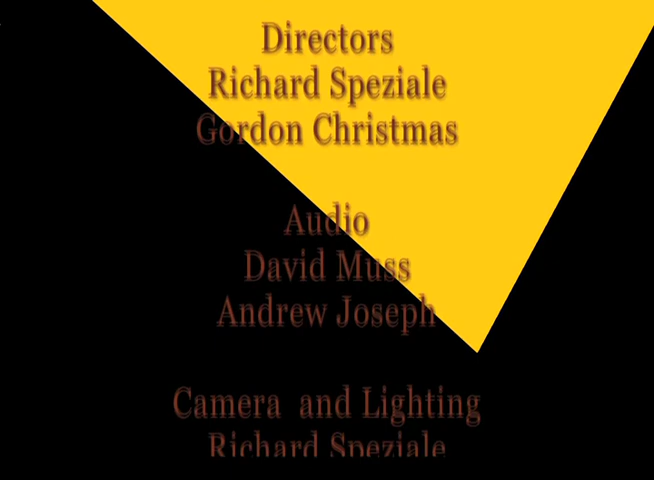 Directors
Richard Speziale
Gordon Christmas
Audio
David Muss
Andrew Joseph
Camera and Lighting
Richard Speziale